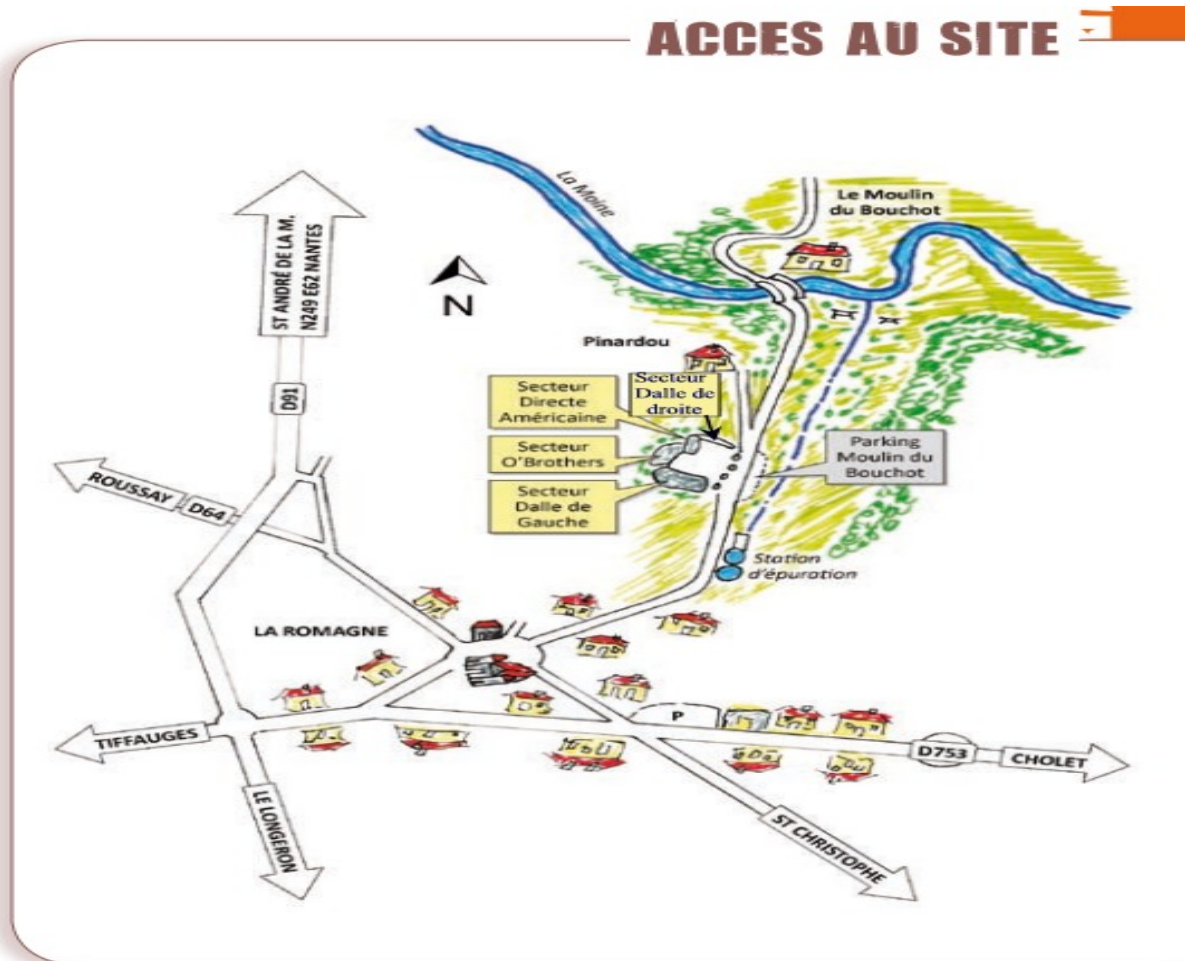 ACCES AU SITE
La Moine
Le Moulin
du Bouchot
ST ANDRÉ DE LA M.
N249 E62 NANTES
N
Pinardou
Secteur
Directe
Américaine
Secteur
Dalle de
droite
D91
Secteur
O'Brothers
Parking
Moulin du
Bouchot
ROUSSAY
D64
Secteur
Dalle de
Gauche
Station
d'épuration
LA ROMAGNE
P
TIFFAUGES
D753
CHOLET
LE LONGERON
ST CHRISTOPHE